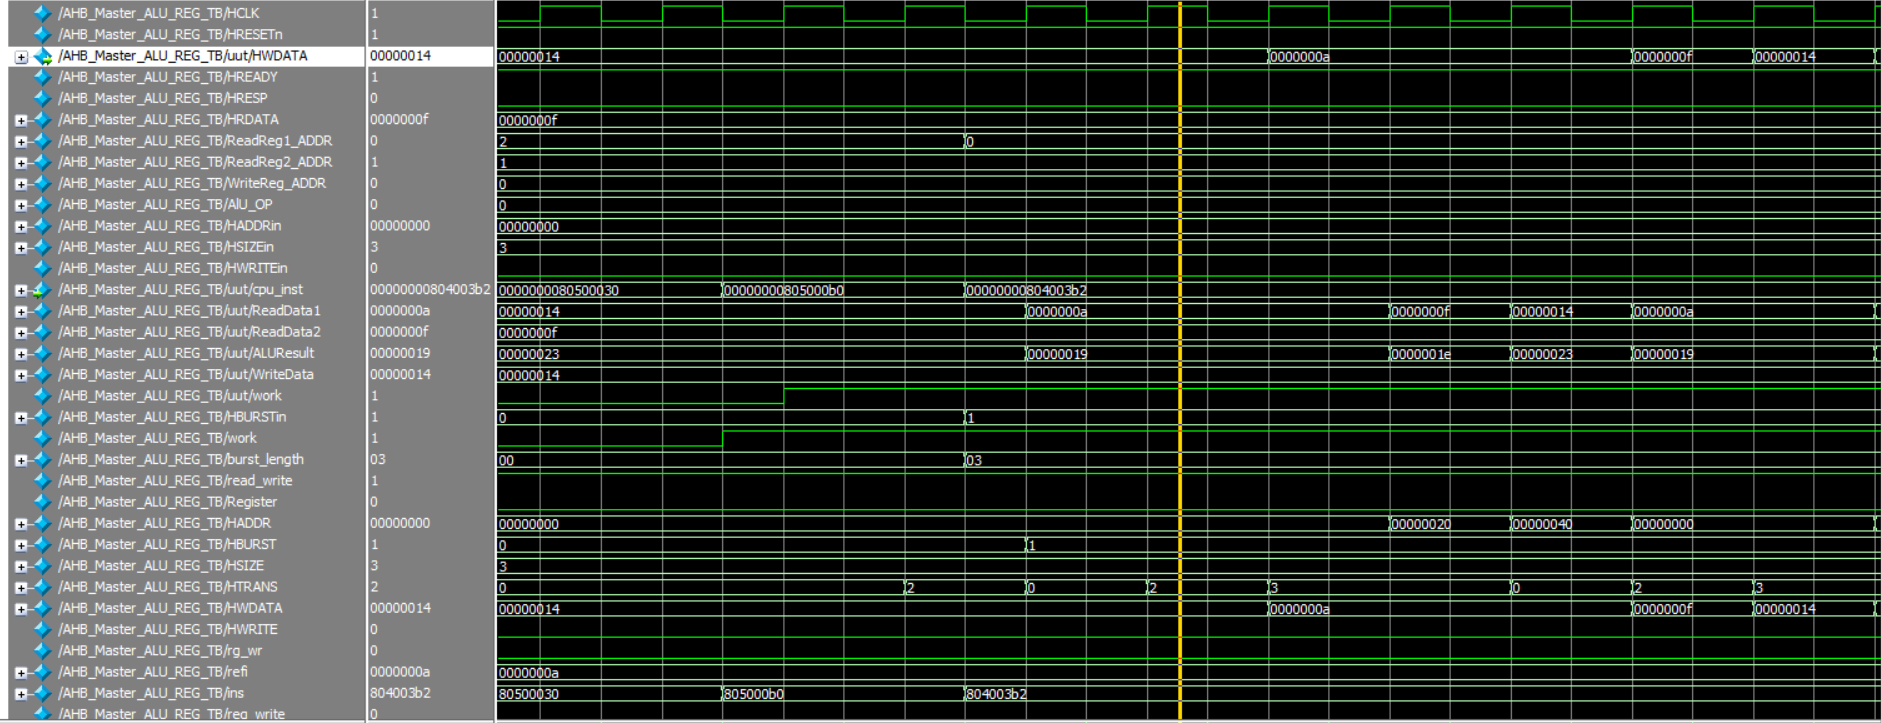 /AHB_Master_ALU_REG_TB/HCLK 1
/AHB_Master_ALU_REG_TB/HRESETn 1
/AHB_Master_ALU_REG_TB/uut/HWDATA 00000014 00000014 0000000a 0000000f 00000014
/AHB_Master_ALU_REG_TB/HREADY 1
/AHB_Master_ALU_REG_TB/HRESP 0
/AHB_Master_ALU_REG_TB/HRDATA 0000000f 0000000f
/AHB_Master_ALU_REG_TB/ReadReg1_ADDR 0 2 0
/AHB_Master_ALU_REG_TB/ReadReg2_ADDR 1 1
/AHB_Master_ALU_REG_TB/WriteReg_ADDR 0 0
/AHB_Master_ALU_REG_TB/AlU_OP 0 0
/AHB_Master_ALU_REG_TB/HADDRin 00000000 00000000
/AHB_Master_ALU_REG_TB/HSIZEin 3 3
/AHB_Master_ALU_REG_TB/HWRITEin 0
/AHB_Master_ALU_REG_TB/uut/cpu_inst 00000000804003b2 0000000080500030 00000000805000b0 00000000804003b2
/AHB_Master_ALU_REG_TB/uut/ReadData1 0000000a 00000014 0000000a 0000000f 00000014 0000000a
/AHB_Master_ALU_REG_TB/uut/ReadData2 0000000f 0000000f
/AHB_Master_ALU_REG_TB/uut/ALUResult 00000019 00000023 00000019 0000001e 00000023 00000019
/AHB_Master_ALU_REG_TB/uut/WriteData 00000014 00000014
/AHB_Master_ALU_REG_TB/uut/work 1
/AHB_Master_ALU_REG_TB/HBURSTin 1 0 1
/AHB_Master_ALU_REG_TB/work 1
/AHB_Master_ALU_REG_TB/burst_length 03 00 03
/AHB_Master_ALU_REG_TB/read_write 1
/AHB_Master_ALU_REG_TB/Register 0
/AHB_Master_ALU_REG_TB/HADDR 00000000 00000000 00000020 00000040 00000000
/AHB_Master_ALU_REG_TB/HBURST 1 0 1
/AHB_Master_ALU_REG_TB/HSIZE 3 3
/AHB_Master_ALU_REG_TB/HTRANS 2 0 2 0 2 3 0 2 3
/AHB_Master_ALU_REG_TB/HWDATA 00000014 00000014 0000000a 0000000f 00000014
/AHB_Master_ALU_REG_TB/HWRITE 0
/AHB_Master_ALU_REG_TB/rg_wr 0
/AHB_Master_ALU_REG_TB/refi 0000000a 0000000a
/AHB_Master_ALU_REG_TB/ins 804003b2 80500030 805000b0 804003b2
/AHB_Master_ALU_REG_TB/reg_write 0